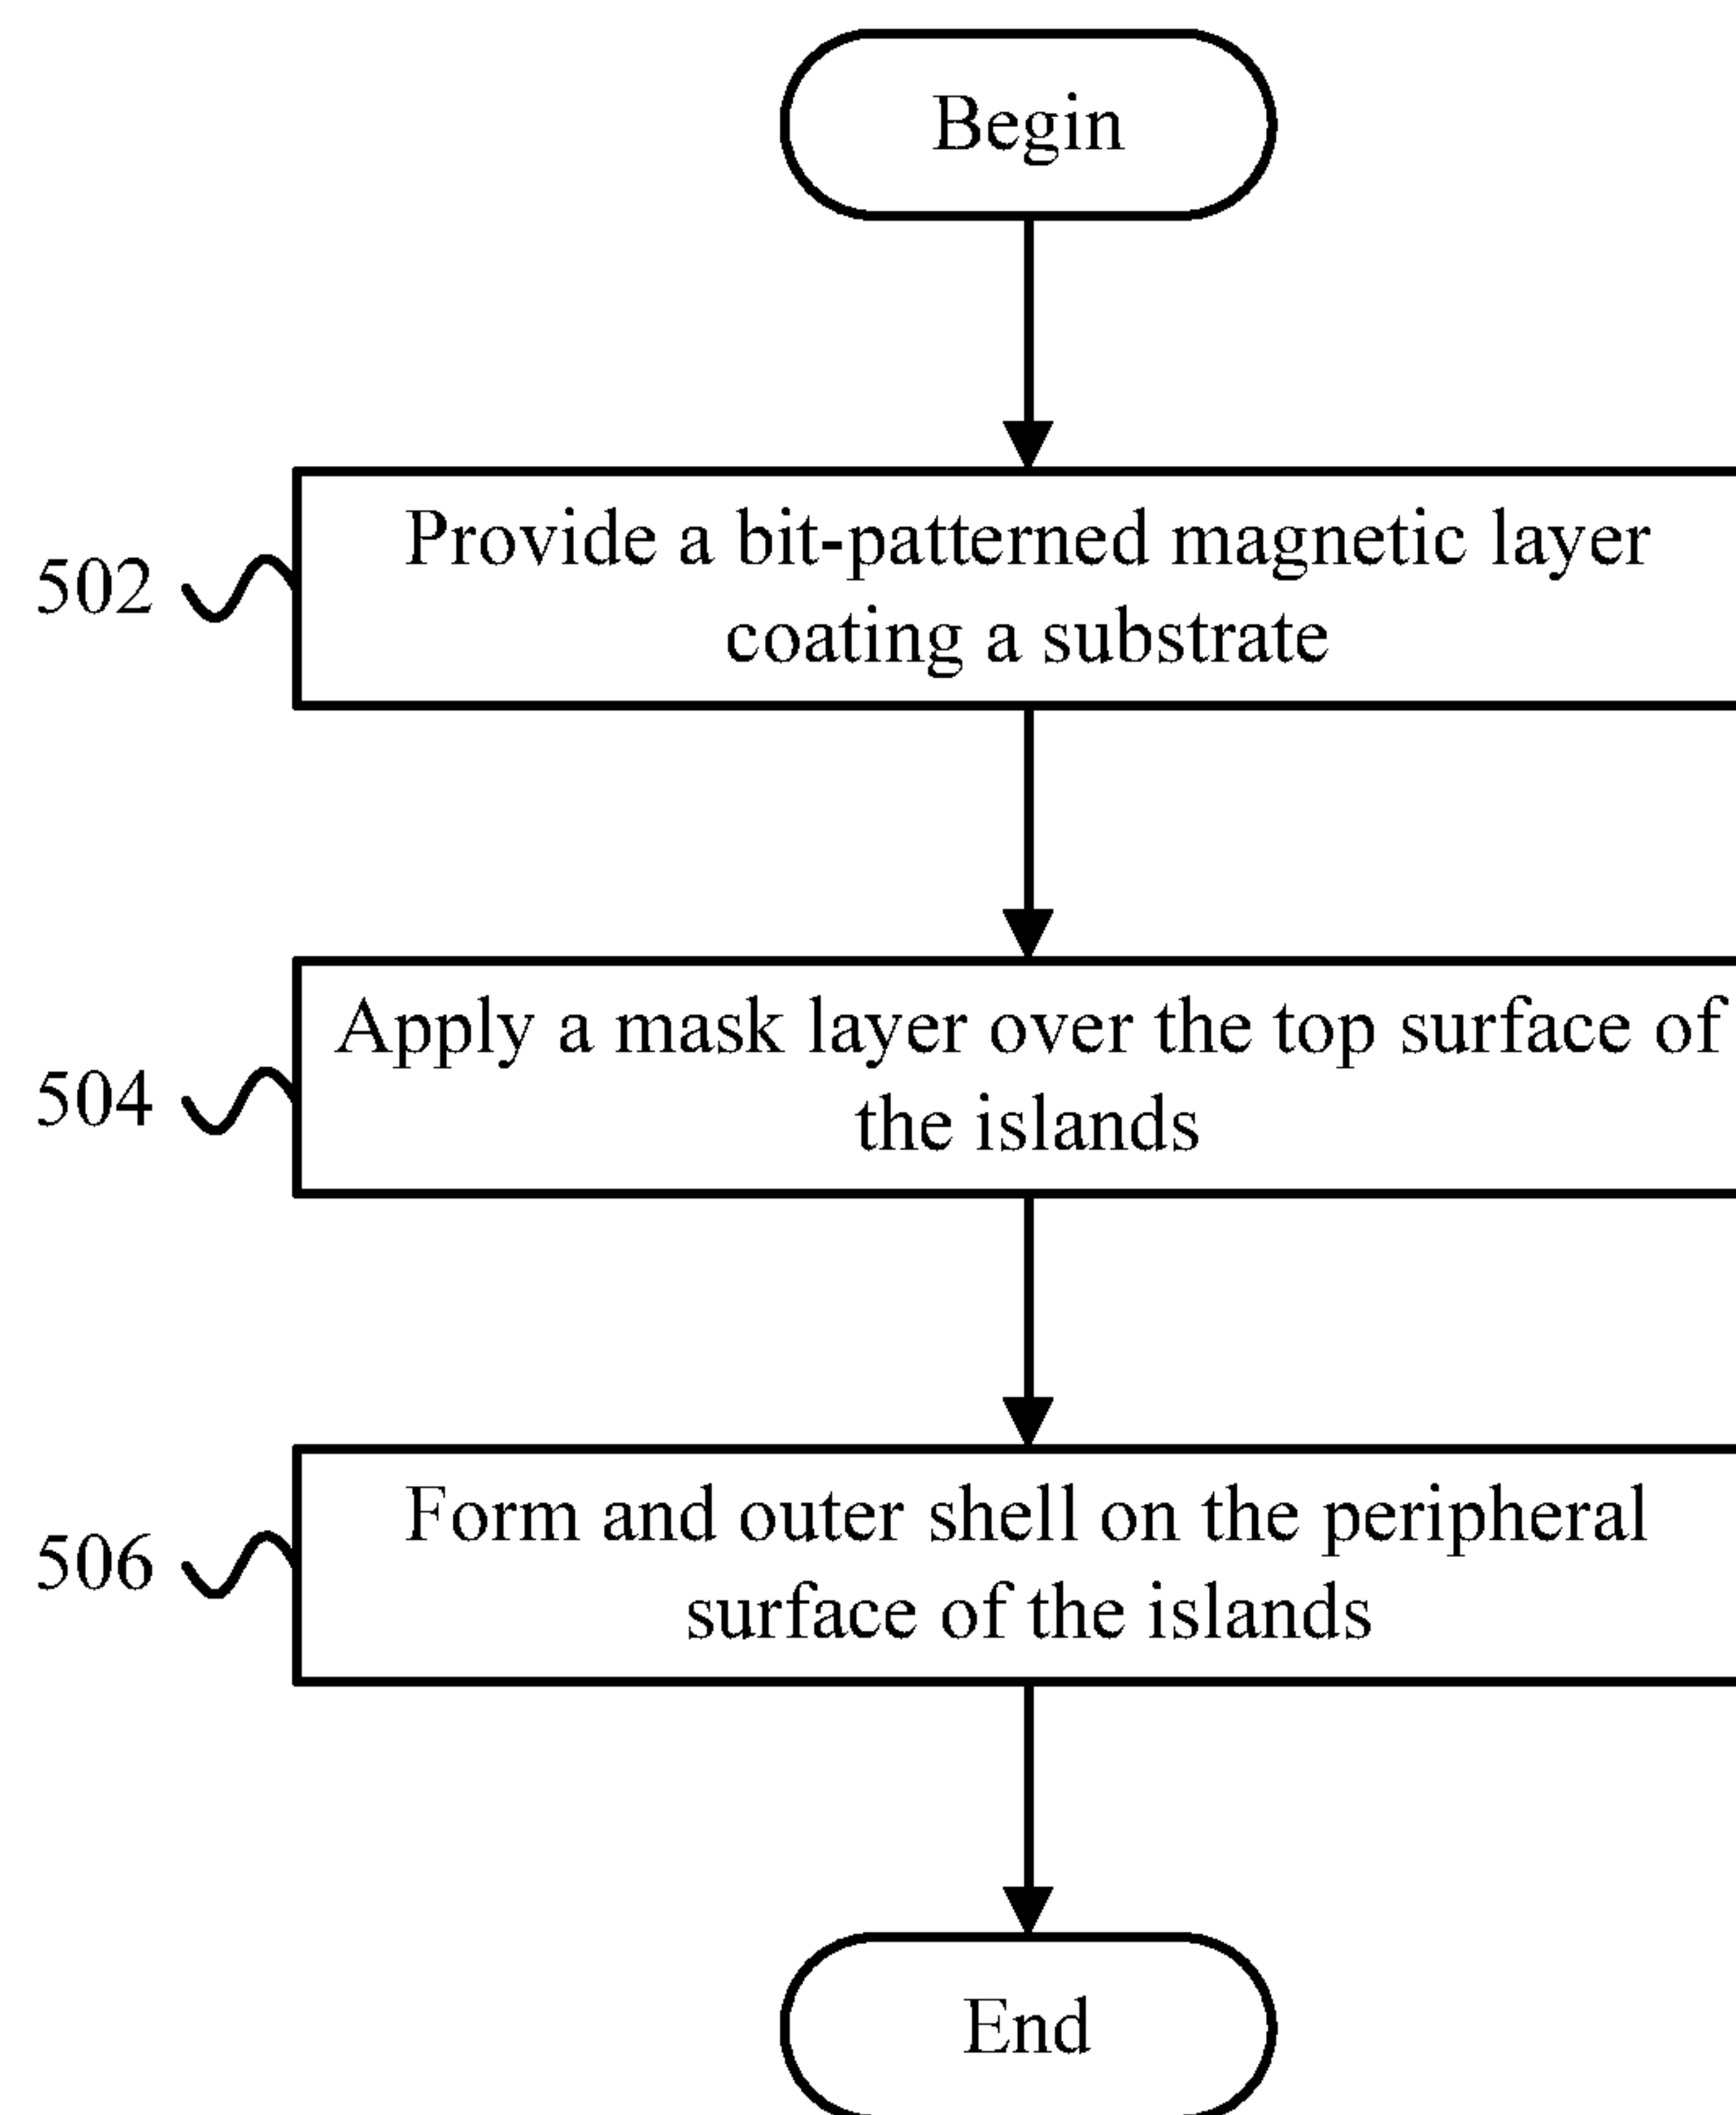 Begin
502
Provide a bit-patterned magnetic layer
coating a substrate
504
Apply a mask layer over the top surface of
the islands
506
Form and outer shell on the peripheral
surface of the islands
End